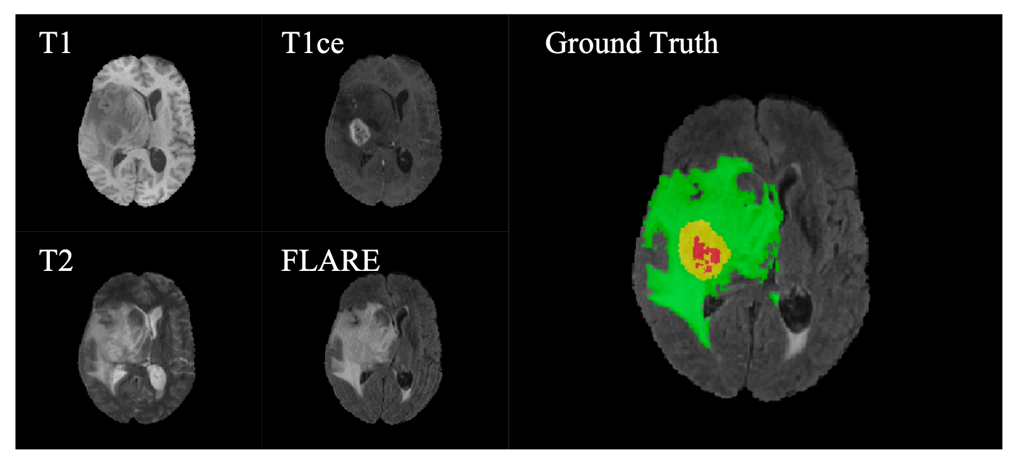 T1
T1ce
Ground Truth
T2
FLARE